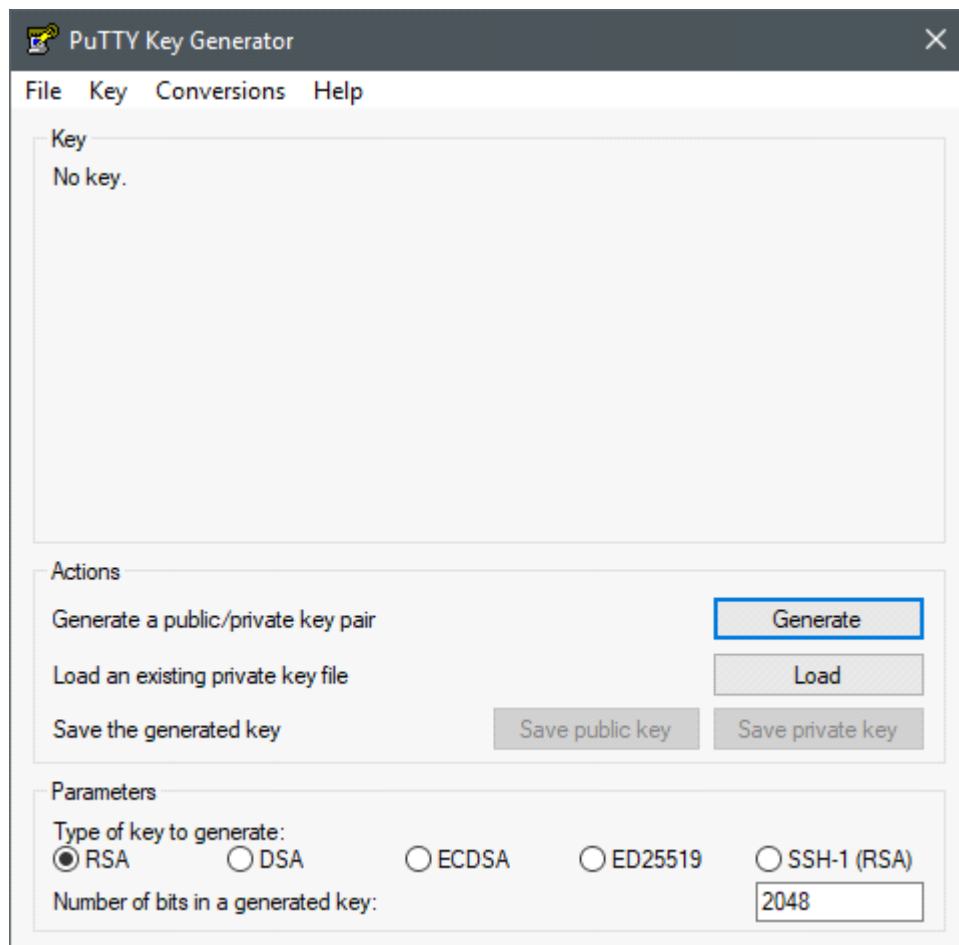 PuTTY Key Generator
File Key Conversions Help
Key
No key.
Actions
Generate a public/private key pair Generate
Load an existing private key file Load
Save the generated key Save public key Save private key
Parameters
Type of key to generate:
RSA DSA ECDSA ED25519 SSH-1 (RSA)
Number of bits in a generated key: 2048